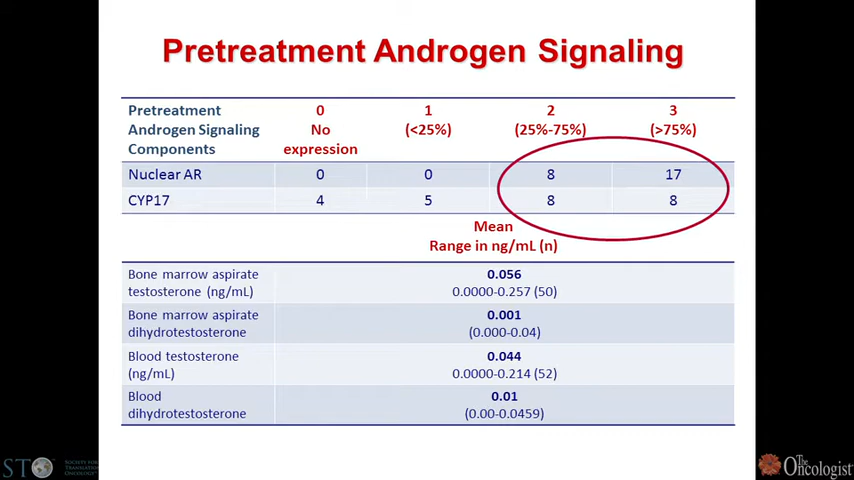 Pretreatment Androgen Signaling
Pretreatment Androgen Signaling Components 0 No expression 1 (<25%) 2 (25%-75%) 3 (>75%)
Nuclear AR 0 0 8 17
CYP17 4 5 8 8
Mean
Range in ng/mL (n)
Bone marrow aspirate testosterone (ng/mL) 0.056 0.0000-0.257 (50)
Bone marrow aspirate dihydrotestosterone 0.001 (0.000-0.04)
Blood testosterone (ng/mL) 0.044 0.0000-0.214 (52)
Blood dihydrotestosterone 0.01 (0.00-0.0459)
STO
SOCIETY FOR
TRANSLATIONAL
ONCOLOGY
The Oncologist